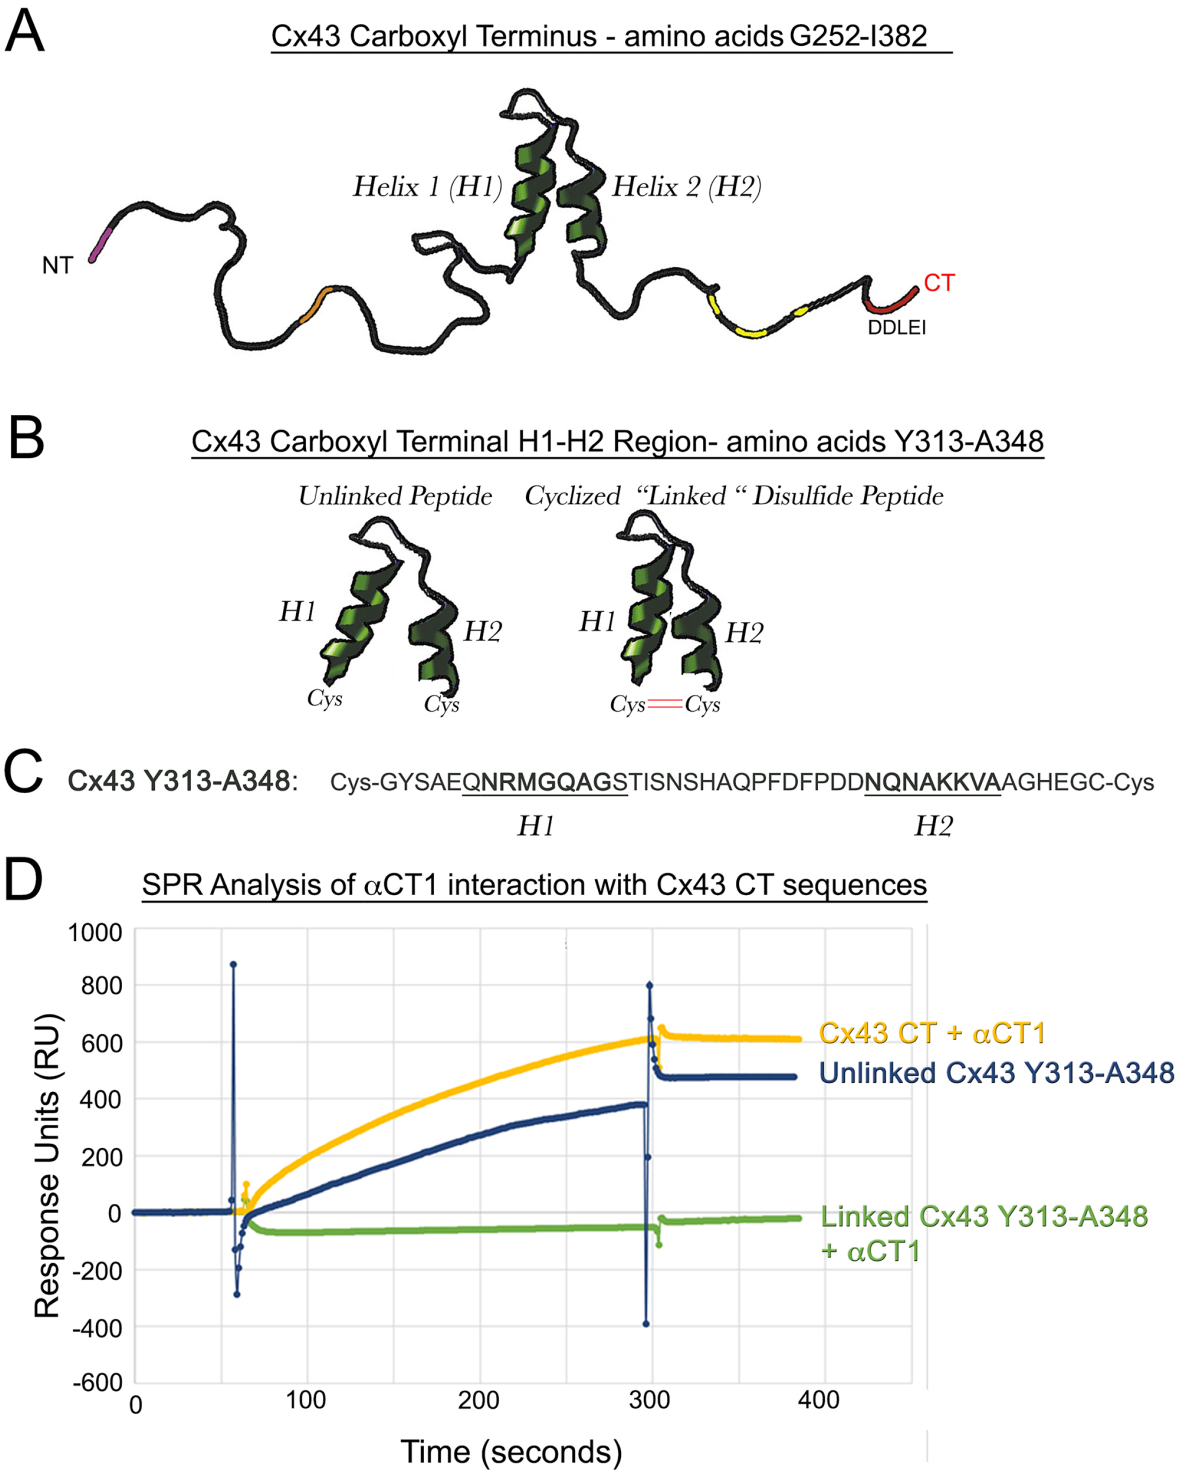 A
Cx43 Carboxyl Terminus - amino acids G252-I382
Helix 1 (H1)
Helix 2 (H2)
NT
CT
DDLEI
B
Cx43 Carboxyl Terminal H1-H2 Region- amino acids Y313-A348
Unlinked Peptide
Cyclized “Linked “ Disulfide Peptide
H1
H2
H1
H2
Cys
Cys
Cys
Cys
C
Cx43 Y313-A348:
Cys-GYSAEQNRMGQAGSTISNSHAQPFDFPDDNQNAKKVAAGHEGC-Cys
H1
H2
D
SPR Analysis of αCT1 interaction with Cx43 CT sequences
1000
800
600
400
200
0
-200
-400
-600
Response Units (RU)
Cx43 CT + αCT1
Unlinked Cx43 Y313-A348
Linked Cx43 Y313-A348
+ αCT1
0
100
200
300
400
Time (seconds)